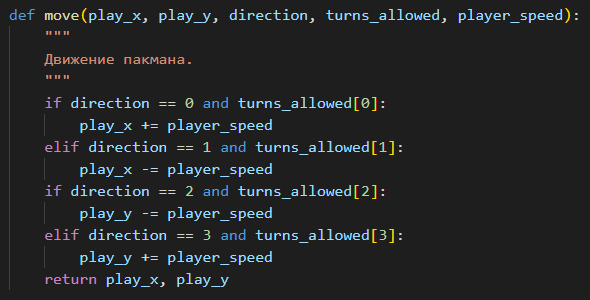 def move(play_x, play_y, direction, turns_allowed, player_speed):
    """
    Движение пакмана.
    """
    if direction == 0 and turns_allowed[0]:
        play_x += player_speed
    elif direction == 1 and turns_allowed[1]:
        play_x -= player_speed
    if direction == 2 and turns_allowed[2]:
        play_y -= player_speed
    elif direction == 3 and turns_allowed[3]:
        play_y += player_speed
    return play_x, play_y